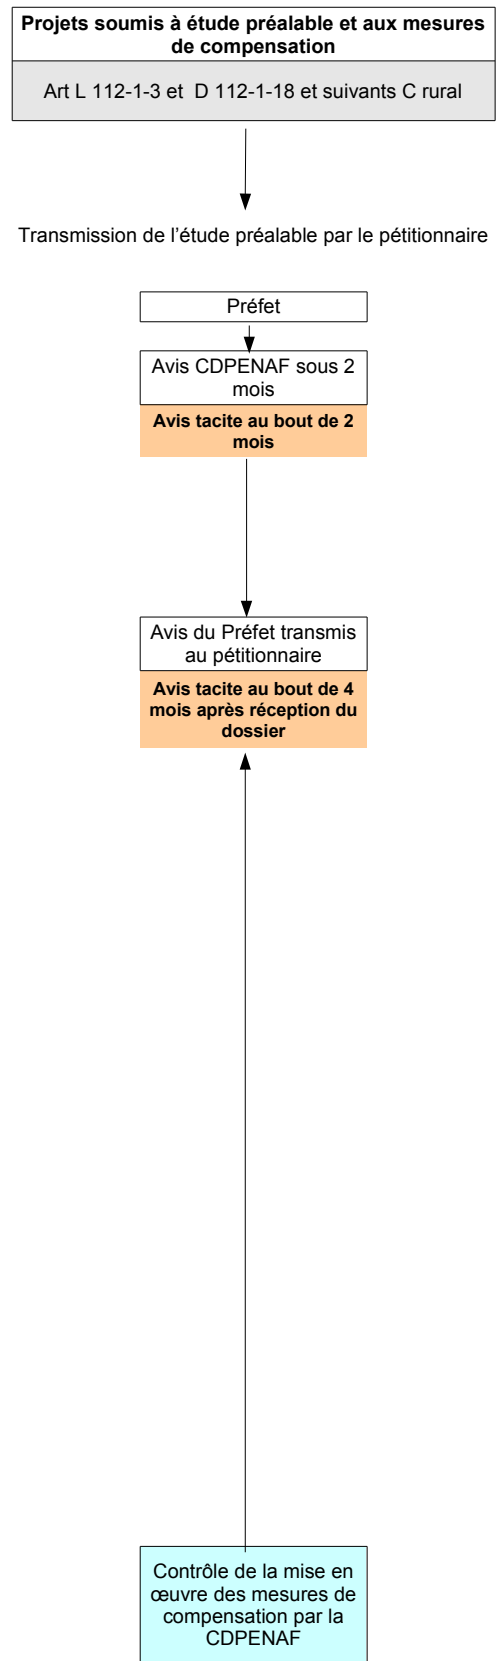 Projets soumis à étude préalable et aux mesures
de compensation
Art L 112-1-3 et  D 112-1-18 et suivants C rural
Transmission de l'étude préalable par le pétitionnaire
Préfet
Avis CDPENAF sous 2
mois
Avis tacite au bout de 2
mois
Avis du Préfet transmis
au pétitionnaire
Avis tacite au bout de 4
mois après réception du
dossier
Contrôle de la mise en
œuvre des mesures de
compensation par la
CDPENAF